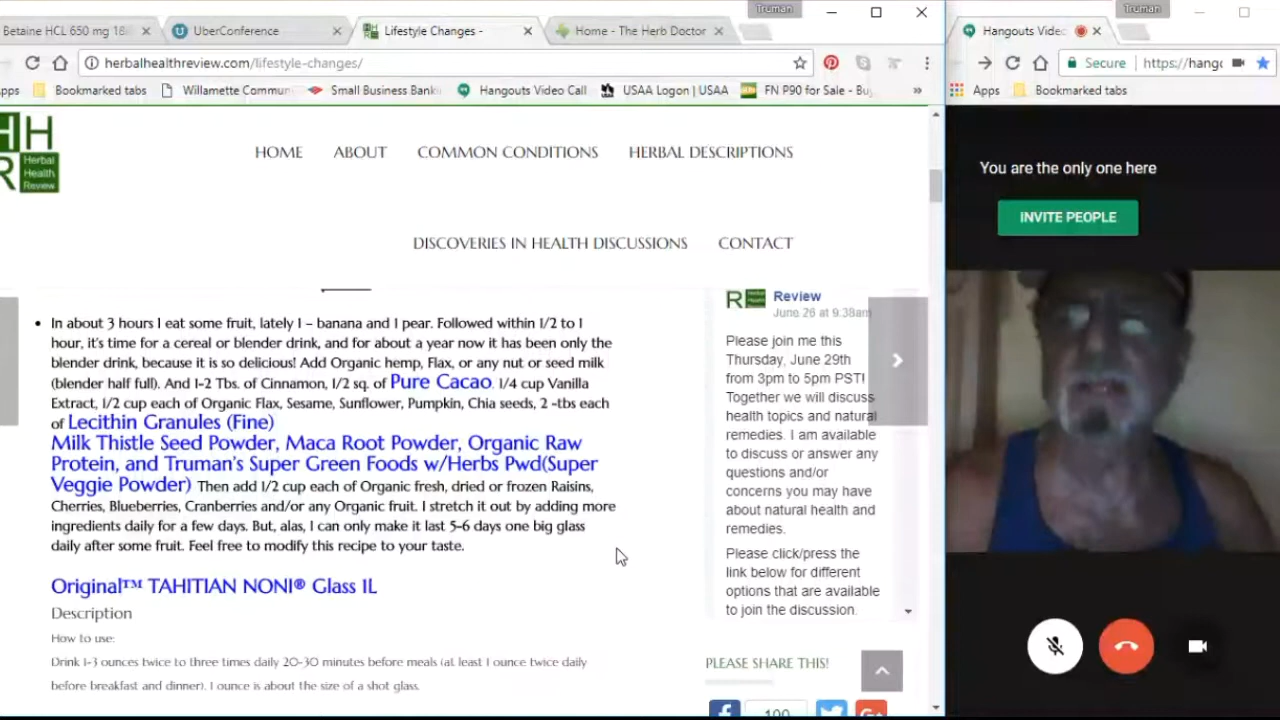 Truman
Truman
Betaine HCL 650 mg 18
UberConference
Lifestyle Changes -
Home - The Herb Doctor
Hangouts Vide
herbalhealthreview.com/lifestyle-changes/
Secure
https://hang
Bookmarked tabs
Willamette Commun
Small Business Bank
Hangouts Video Call
USAA Logon | USAA
FN P90 for Sale - Bu
»
Apps
Bookmarked tabs
H H
R Herbal
Health
Review
HOME
ABOUT
COMMON CONDITIONS
HERBAL DESCRIPTIONS
DISCOVERIES IN HEALTH DISCUSSIONS
CONTACT
• In about 3 hours I eat some fruit, lately 1 – banana and 1 pear. Followed within 1/2 to 1
hour, it's time for a cereal or blender drink, and for about a year now it has been only the
blender drink, because it is so delicious! Add Organic hemp, Flax, or any nut or seed milk
(blender half full). And 1-2 Tbs. of Cinnamon, 1/2 sq. of Pure Cacao. 1/4 cup Vanilla
Extract, 1/2 cup each of Organic Flax, Sesame, Sunflower, Pumpkin, Chia seeds, 2 -tbs each
of Lecithin Granules (Fine)
Milk Thistle Seed Powder, Maca Root Powder, Organic Raw
Protein, and Truman's Super Green Foods w/Herbs Pwd(Super
Veggie Powder) Then add 1/2 cup each of Organic fresh, dried or frozen Raisins,
Cherries, Blueberries, Cranberries and/or any Organic fruit. I stretch it out by adding more
ingredients daily for a few days. But, alas, I can only make it last 5-6 days one big glass
daily after some fruit. Feel free to modify this recipe to your taste.
Original™ TAHITIAN NONI® Glass 1L
Description
How to use:
Drink 1-3 ounces twice to three times daily 20-30 minutes before meals (at least 1 ounce twice daily
before breakfast and dinner). 1 ounce is about the size of a shot glass.
R
Review
June 26 at 9:38am
Please join me this
Thursday, June 29th
from 3pm to 5pm PST!
Together we will discuss
health topics and natural
remedies. I am available
to discuss or answer any
questions and/or
concerns you may have
about natural health and
remedies.
Please click/press the
link below for different
options that are available
to join the discussion.
PLEASE SHARE THIS!
100
You are the only one here
INVITE PEOPLE